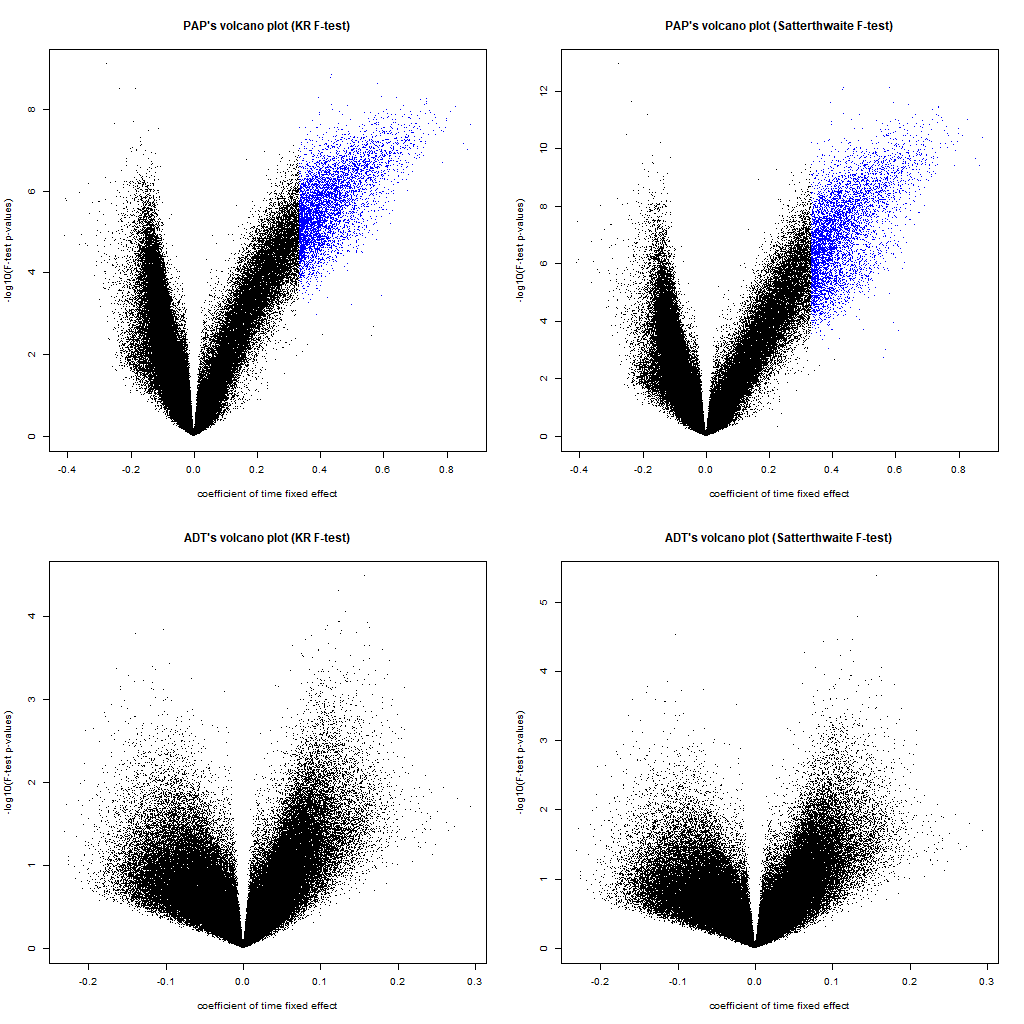 PAP's volcano plot (KR F-test)
-log10(F-test p-values)
8
6
4
2
0
-0.4 -0.2 0.0 0.2 0.4 0.6 0.8
coefficient of time fixed effect
PAP's volcano plot (Satterthwaite F-test)
-log10(F-test p-values)
12
10
8
6
4
2
0
-0.4 -0.2 0.0 0.2 0.4 0.6 0.8
coefficient of time fixed effect
ADT's volcano plot (KR F-test)
-log10(F-test p-values)
4
3
2
1
0
-0.2 -0.1 0.0 0.1 0.2 0.3
coefficient of time fixed effect
ADT's volcano plot (Satterthwaite F-test)
-log10(F-test p-values)
5
4
3
2
1
0
-0.2 -0.1 0.0 0.1 0.2 0.3
coefficient of time fixed effect